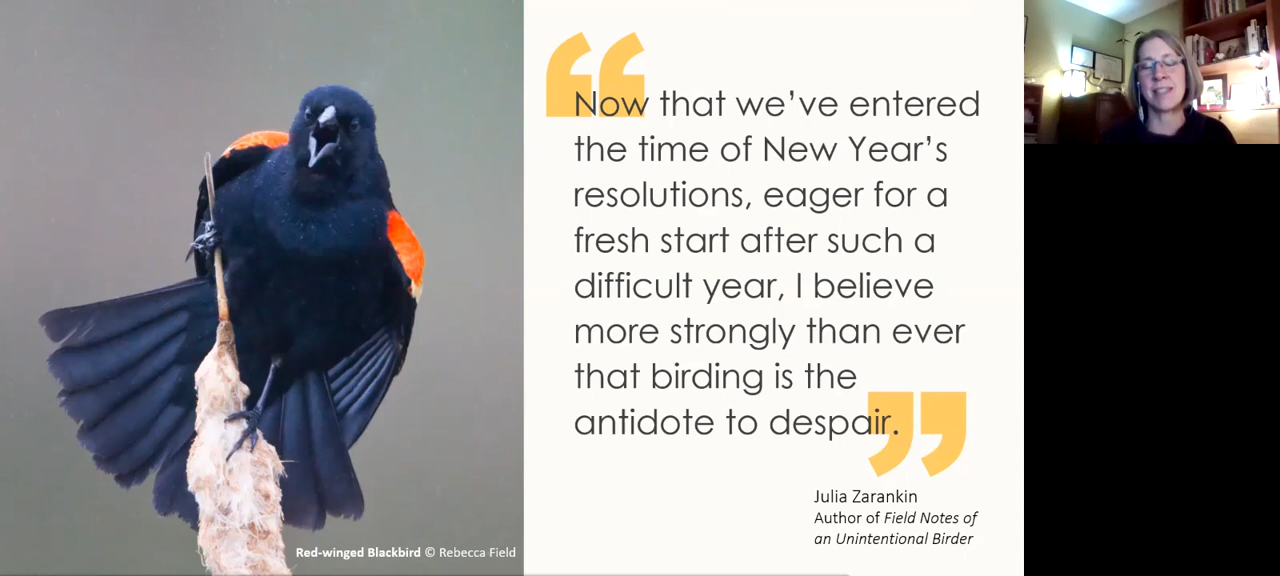 Now that we’ve entered
the time of New Year’s
resolutions, eager for a
fresh start after such a
difficult year, I believe
more strongly than ever
that birding is the
antidote to despair.
Julia Zarankin
Author of Field Notes of
an Unintentional Birder
Red-winged Blackbird © Rebecca Field